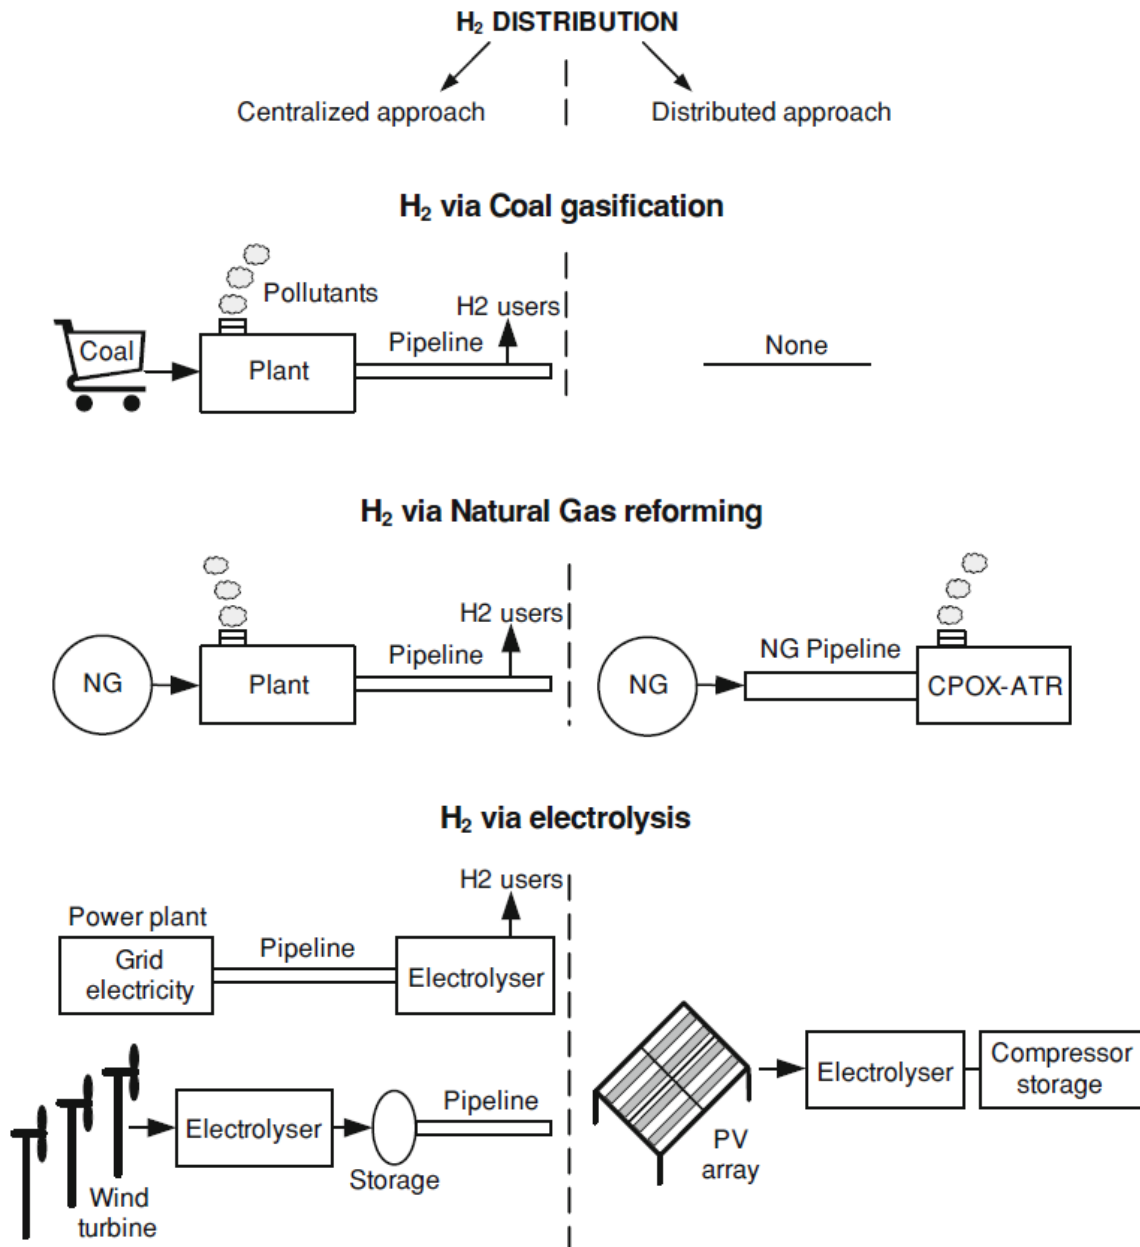 H₂ DISTRIBUTION
Centralized approach
Distributed approach
H₂ via Coal gasification
Pollutants
H2 users
Coal
Plant
Pipeline
None
H₂ via Natural Gas reforming
H2 users
NG
Plant
Pipeline
NG
NG Pipeline
CPOX-ATR
H₂ via electrolysis
H2 users
Power plant
Grid
electricity
Pipeline
Electrolyser
Wind
turbine
Electrolyser
Storage
Pipeline
PV
array
Electrolyser
Compressor
storage